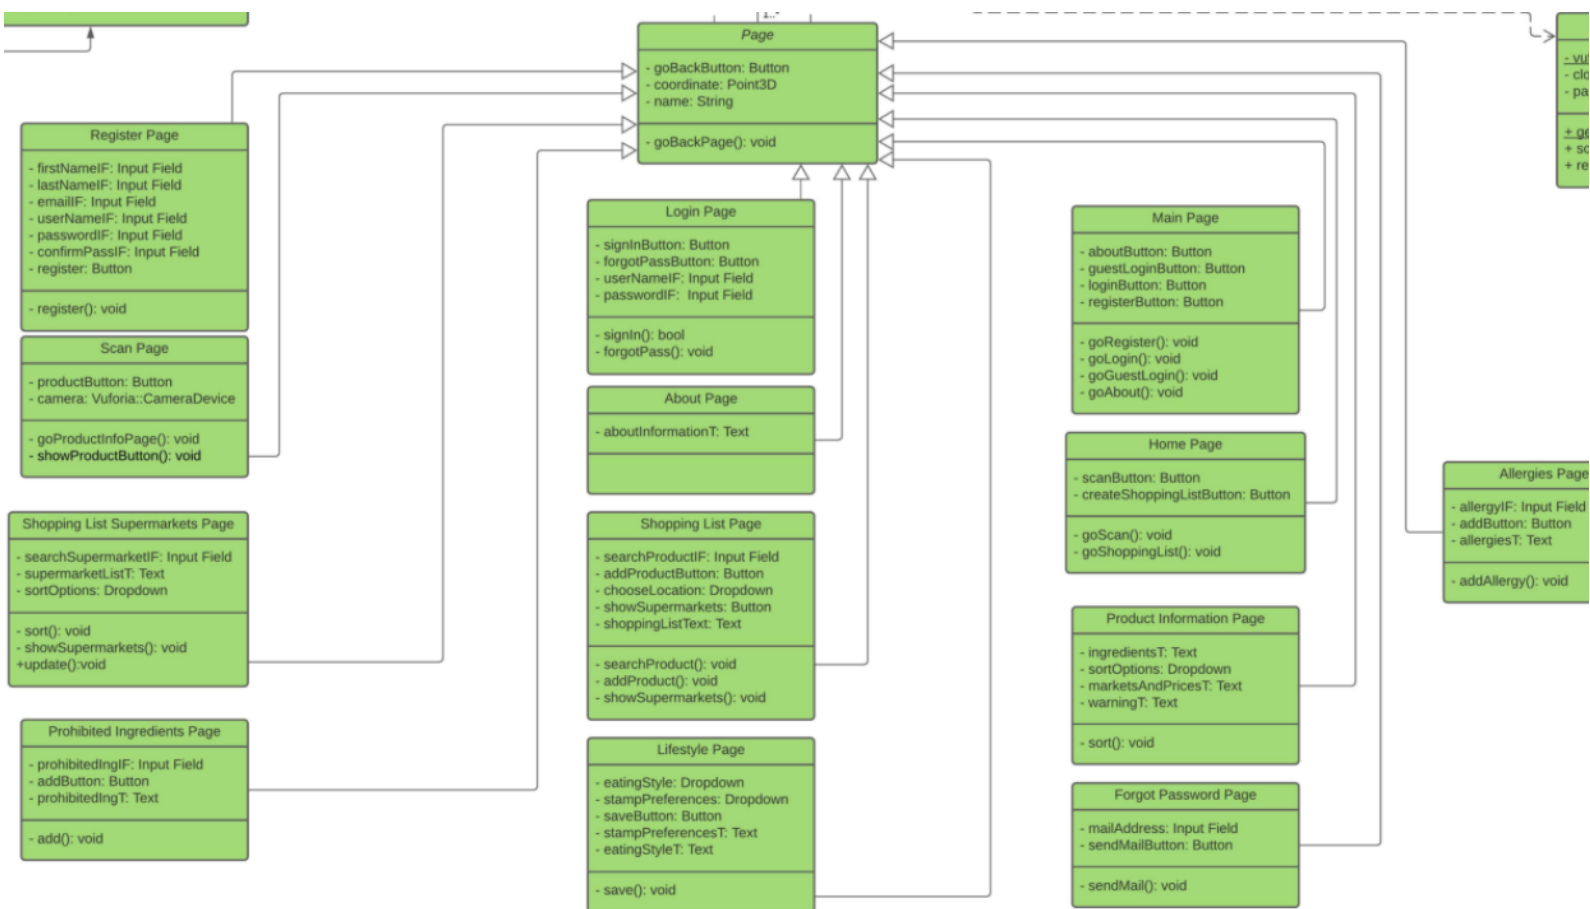 1..*
Page
- goBackButton: Button
- coordinate: Point3D
- name: String
- goBackPage(): void
Register Page
- firstNameIF: Input Field
- lastNameIF: Input Field
- emailIF: Input Field
- userNameIF: Input Field
- passwordIF: Input Field
- confirmPassIF: Input Field
- register: Button
- register(): void
Scan Page
- productButton: Button
- camera: Vuforia::CameraDevice
- goProductInfoPage(): void
- showProductButton(): void
Shopping List Supermarkets Page
- searchSupermarketIF: Input Field
- supermarketListT: Text
- sortOptions: Dropdown
- sort(): void
- showSupermarkets(): void
+update():void
Prohibited Ingredients Page
- prohibitedIngIF: Input Field
- addButton: Button
- prohibitedIngT: Text
- add(): void
Login Page
- signInButton: Button
- forgotPassButton: Button
- userNameIF: Input Field
- passwordIF:  Input Field
- signIn(): bool
- forgotPass(): void
About Page
- aboutInformationT: Text
Shopping List Page
- searchProductIF: Input Field
- addProductButton: Button
- chooseLocation: Dropdown
- showSupermarkets: Button
- shoppingListText: Text
- searchProduct(): void
- addProduct(): void
- showSupermarkets(): void
Lifestyle Page
- eatingStyle: Dropdown
- stampPreferences: Dropdown
- saveButton: Button
- stampPreferencesT: Text
- eatingStyleT: Text
- save(): void
Main Page
- aboutButton: Button
- guestLoginButton: Button
- loginButton: Button
- registerButton: Button
- goRegister(): void
- goLogin(): void
- goGuestLogin(): void
- goAbout(): void
Home Page
- scanButton: Button
- createShoppingListButton: Button
- goScan(): void
- goShoppingList(): void
Product Information Page
- ingredientsT: Text
- sortOptions: Dropdown
- marketsAndPricesT: Text
- warningT: Text
- sort(): void
Forgot Password Page
- mailAddress: Input Field
- sendMailButton: Button
- sendMail(): void
Allergies Page
- allergyIF: Input Field
- addButton: Button
- allergiesT: Text
- addAllergy(): void
- clo
- pa
+ ge
+ re